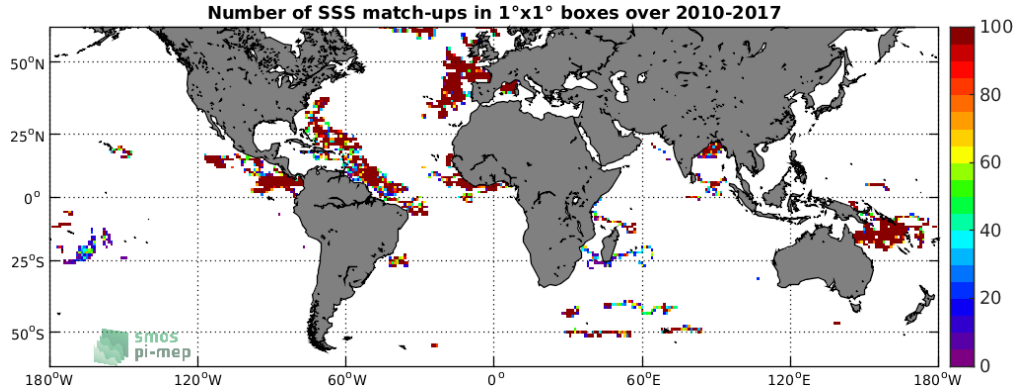 Number of SSS match-ups in 1°x1° boxes over 2010-2017
100
80
60
40
20
0
50°N
25°N
0°
25°S
50°S
smos
pi-mep
180°W
120°W
60°W
0°
60°E
120°E
180°W